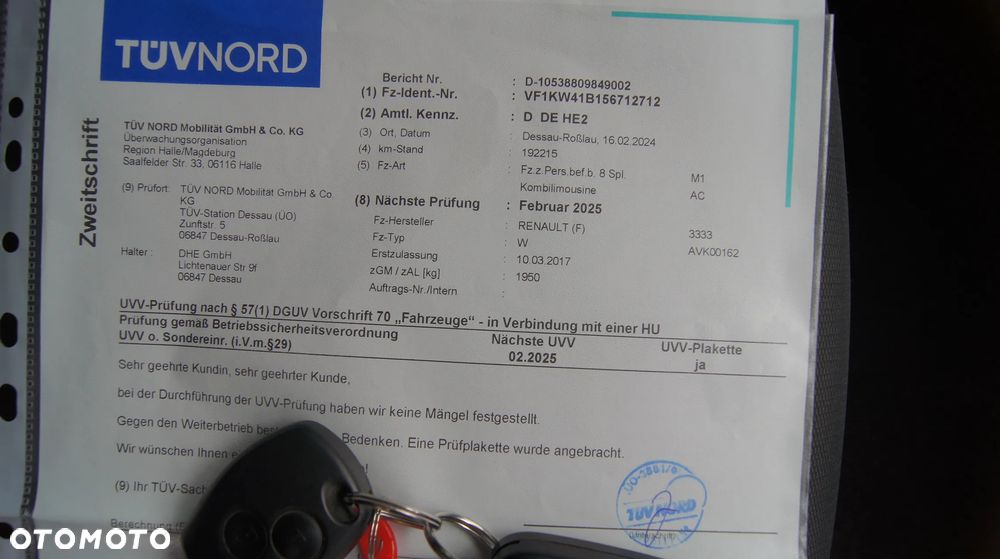 TÜVNORD
Zweitschrift
TÜV NORD Mobilität GmbH & Co. KG
Überwachungsorganisation
Region Halle/Magdeburg
Saalfelder Str. 33, 06116 Halle
(9) Prüfort: TÜV NORD Mobilität GmbH & Co.
KG
TÜV-Station Dessau (ÜO)
Zunftstr. 5
06847 Dessau-Roßlau
Halter : DHE GmbH
Lichtenauer Str 9f
06847 Dessau
Bericht Nr. : D-10538809849002
(1) Fz-Ident.-Nr. : VF1KW41B156712712
(2) Amtl. Kennz. : D DE HE2
(3) Ort, Datum : Dessau-Roßlau, 16.02.2024
(4) km-Stand : 192215
(5) Fz-Art : Fz.z.Pers.bef.b. 8 Spl. M1
Kombilimousine AC
(8) Nächste Prüfung : Februar 2025
Fz-Hersteller : RENAULT (F) 3333
Fz-Typ : W AVK00162
Erstzulassung : 10.03.2017
zGM / zAL [kg] : 1950
Auftrags-Nr./Intern :
UVV-Prüfung nach § 57(1) DGUV Vorschrift 70 „Fahrzeuge“ - in Verbindung mit einer HU
Prüfung gemäß Betriebssicherheitsverordnung Nächste UVV UVV-Plakette
UVV o. Sondereinr. (i.V.m.§29) 02.2025 ja
Sehr geehrte Kundin, sehr geehrter Kunde,
bei der Durchführung der UVV-Prüfung haben wir keine Mängel festgestellt.
Gegen den Weiterbetrieb Bedenken. Eine Prüfplakette wurde angebracht.
Wir wünschen Ihnen
(9) Ihr TÜV-Sach
TÜV NORD
OTOMOTO